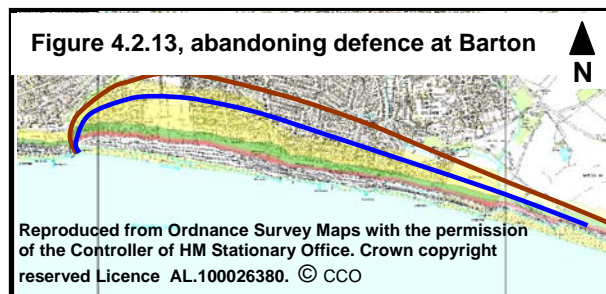 Figure 4.2.13, abandoning defence at Barton
N
Reproduced from Ordnance Survey Maps with the permission
of the Controller of HM Stationary Office. Crown copyright
reserved Licence AL.100026380. © CCO